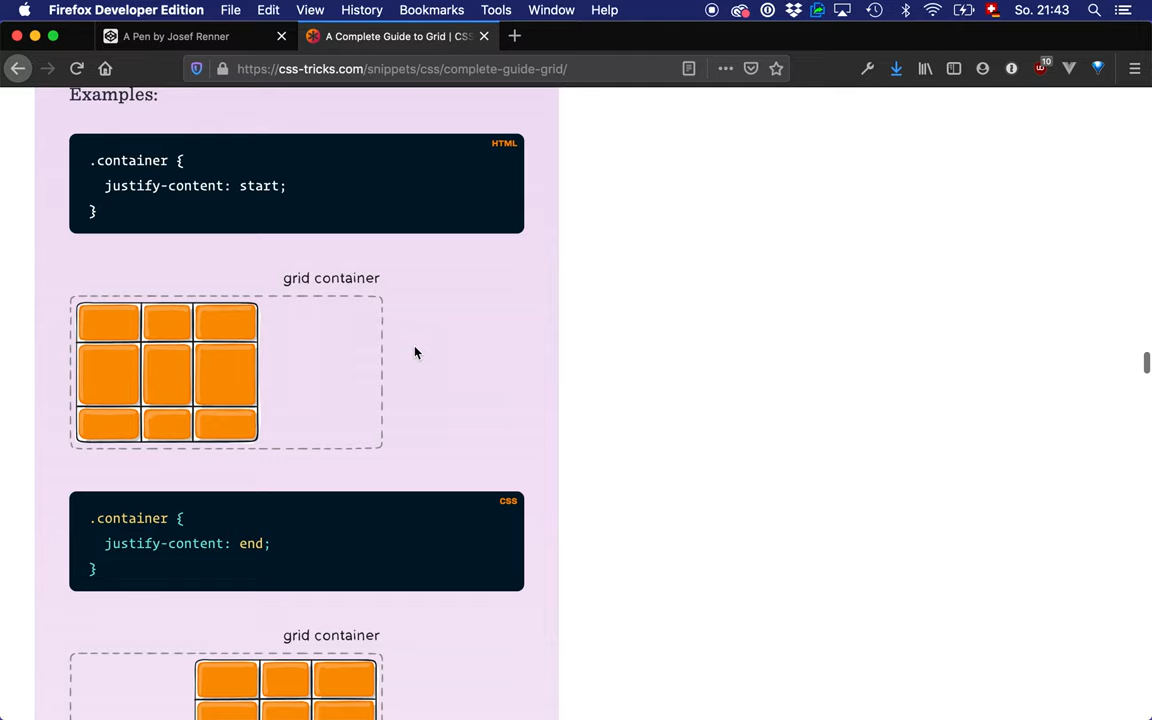 Firefox Developer Edition File Edit View History Bookmarks Tools Window Help So. 21:43
A Pen by Josef Renner
A Complete Guide to Grid | CSS
https://css-tricks.com/snippets/css/complete-guide-grid/
10
Examples:
HTML
.container {
justify-content: start;
}
grid container
CSS
.container {
justify-content: end;
}
grid container